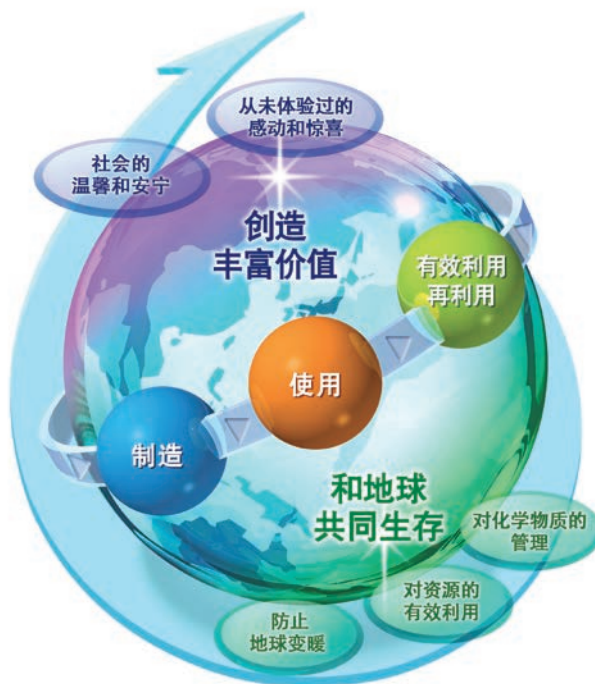 从未体验过的
感动和惊喜
社会的
温馨和安宁
创造
丰富价值
有效利用
再利用
使用
制造
和地球
共同生存
对化学物质的
管理
对资源的
有效利用
防止
地球变暖